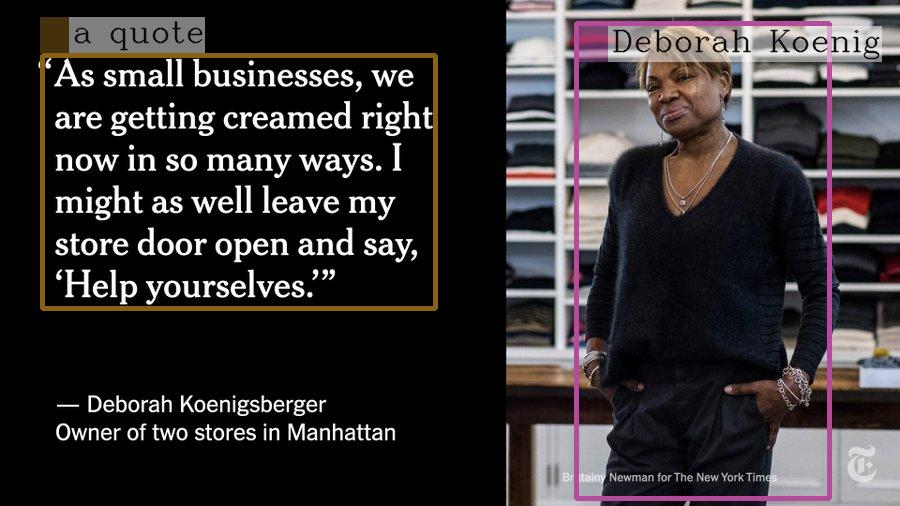 a quote
“As small businesses, we
are getting creamed right
now in so many ways. I
might as well leave my
store door open and say,
‘Help yourselves.’”
— Deborah Koenigsberger
Owner of two stores in Manhattan
Deborah Koenig
Brittainy Newman for The New York Times
T